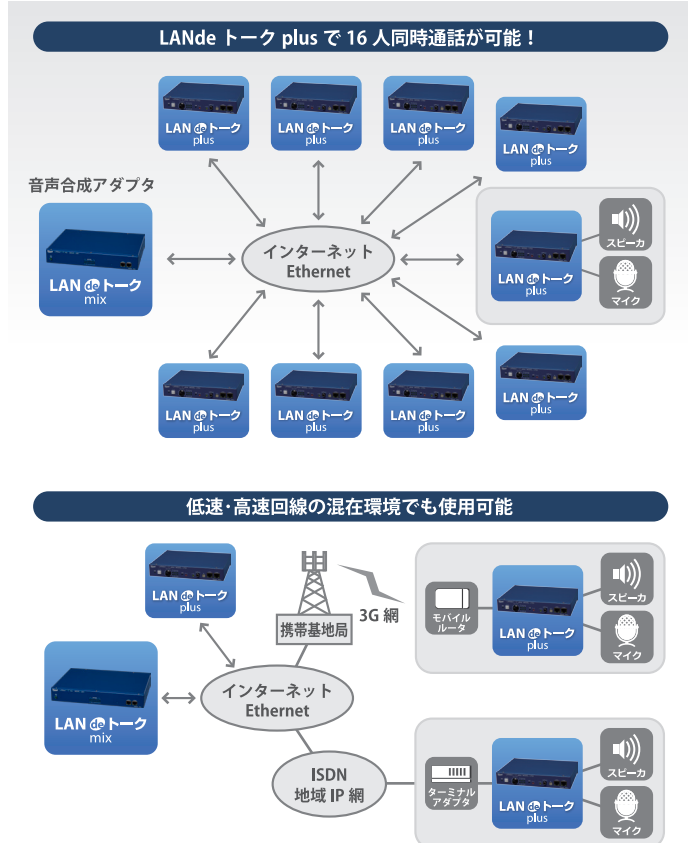 LANde トーク plus で 16 人同時通話が可能！
LAN de トーク
plus
LAN de トーク
plus
LAN de トーク
plus
LAN de トーク
plus
音声合成アダプタ
LAN de トーク
mix
インターネット
Ethernet
LAN de トーク
plus
スピーカ
マイク
LAN de トーク
plus
LAN de トーク
plus
LAN de トーク
plus
LAN de トーク
plus
低速・高速回線の混在環境でも使用可能
LAN de トーク
plus
携帯基地局
3G 網
モバイル
ルータ
LAN de トーク
plus
スピーカ
マイク
LAN de トーク
mix
インターネット
Ethernet
ISDN
地域 IP 網
ターミナル
アダプタ
LAN de トーク
plus
スピーカ
マイク